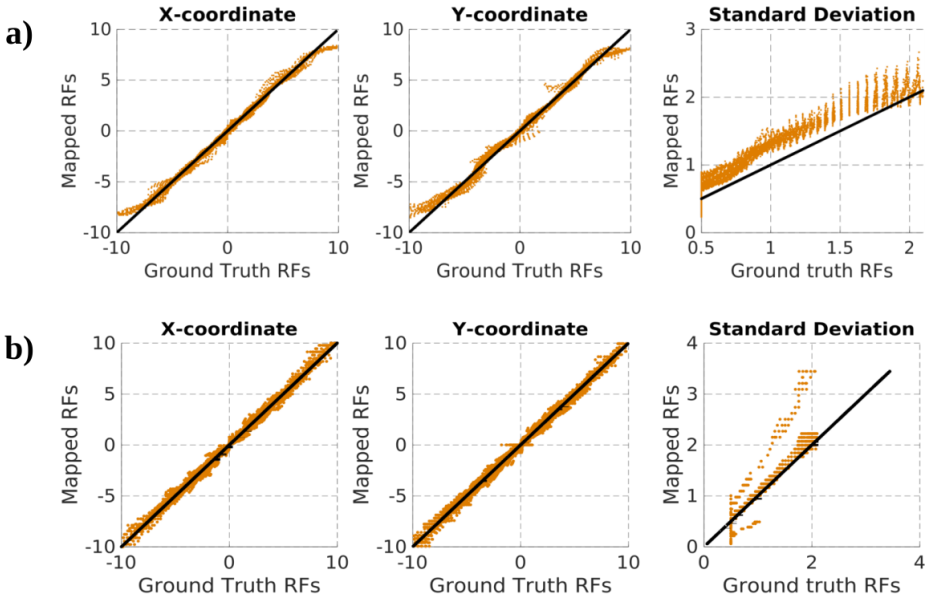 a)
X-coordinate
Mapped RFs
10
5
0
-5
-10
-10 0 10
Ground Truth RFs
Y-coordinate
Mapped RFs
10
5
0
-5
-10
-10 0 10
Ground Truth RFs
Standard Deviation
Mapped RFs
3
2
1
0
0.5 1 1.5 2
Ground truth RFs
b)
X-coordinate
Mapped RFs
10
5
0
-5
-10
-10 0 10
Ground Truth RFs
Y-coordinate
Mapped RFs
10
5
0
-5
-10
-10 0 10
Ground Truth RFs
Standard Deviation
Mapped RFs
4
3
2
1
0
0 2 4
Ground truth RFs